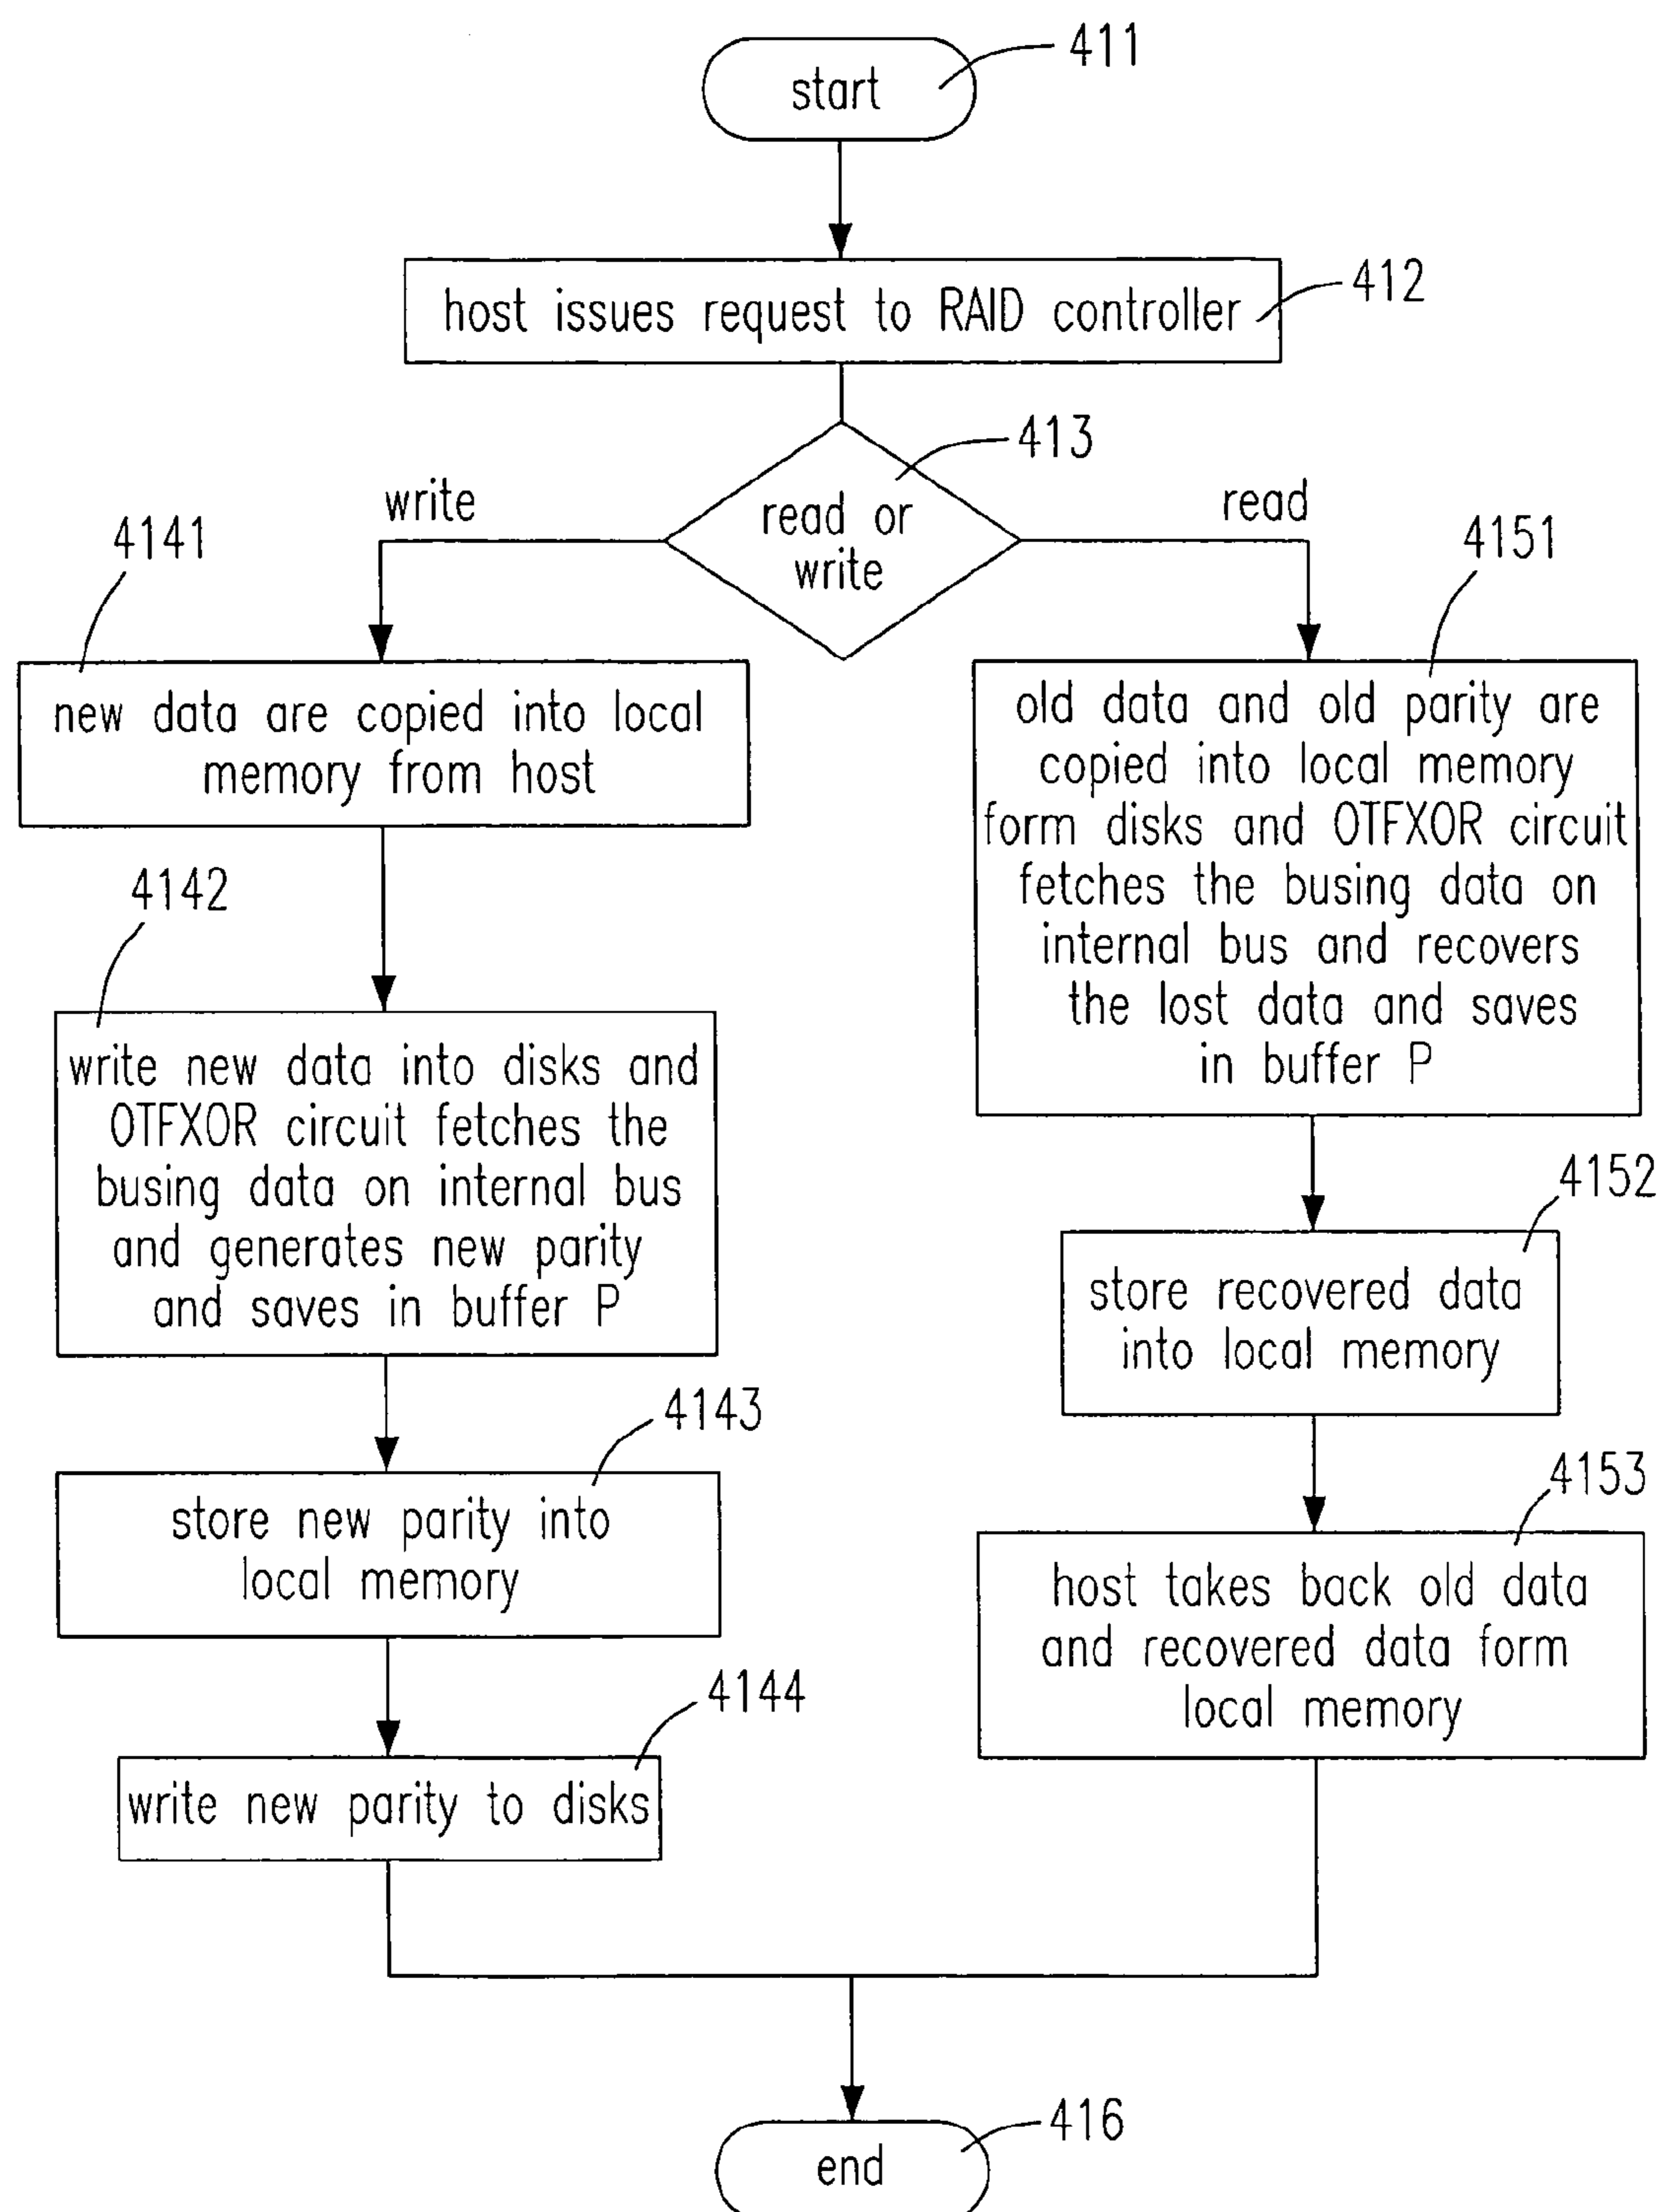 411
start
host issues request to RAID controller
412
413
read or
write
write
read
4141
new data are copied into local
memory from host
4142
write new data into disks and
OTFXOR circuit fetches the
busing data on internal bus
and generates new parity
and saves in buffer P
4143
store new parity into
local memory
4144
write new parity to disks
4151
old data and old parity are
copied into local memory
form disks and OTFXOR circuit
fetches the busing data on
internal bus and recovers
the lost data and saves
in buffer P
4152
store recovered data
into local memory
4153
host takes back old data
and recovered data form
local memory
416
end